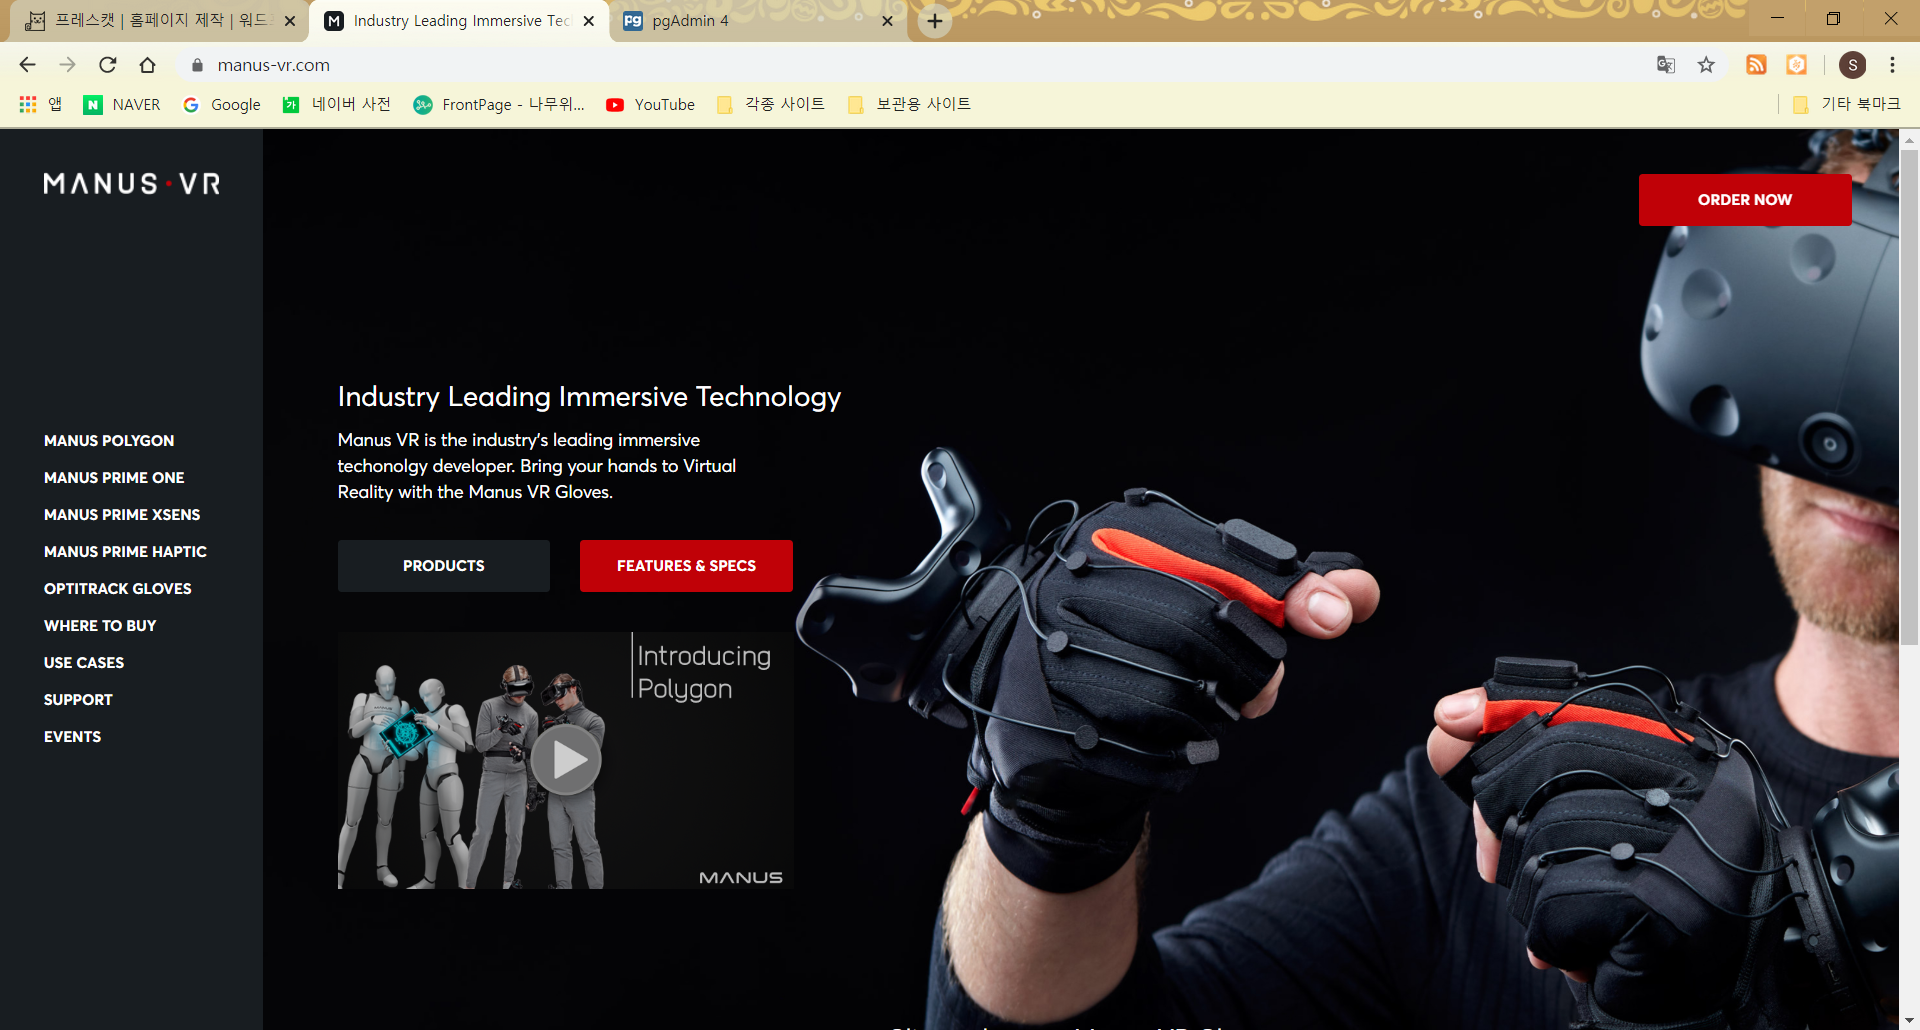 프레스캣 | 홈페이지 제작 | 워드
Industry Leading Immersive Tec
pgAdmin 4
manus-vr.com
S
앱
NAVER
Google
네이버 사전
FrontPage - 나무위...
YouTube
각종 사이트
보관용 사이트
기타 북마크
MANUS·VR
ORDER NOW
MANUS POLYGON
MANUS PRIME ONE
MANUS PRIME XSENS
MANUS PRIME HAPTIC
OPTITRACK GLOVES
WHERE TO BUY
USE CASES
SUPPORT
EVENTS
Industry Leading Immersive Technology
Manus VR is the industry's leading immersive
techonolgy developer. Bring your hands to Virtual
Reality with the Manus VR Gloves.
PRODUCTS
FEATURES & SPECS
Introducing
Polygon
MANUS